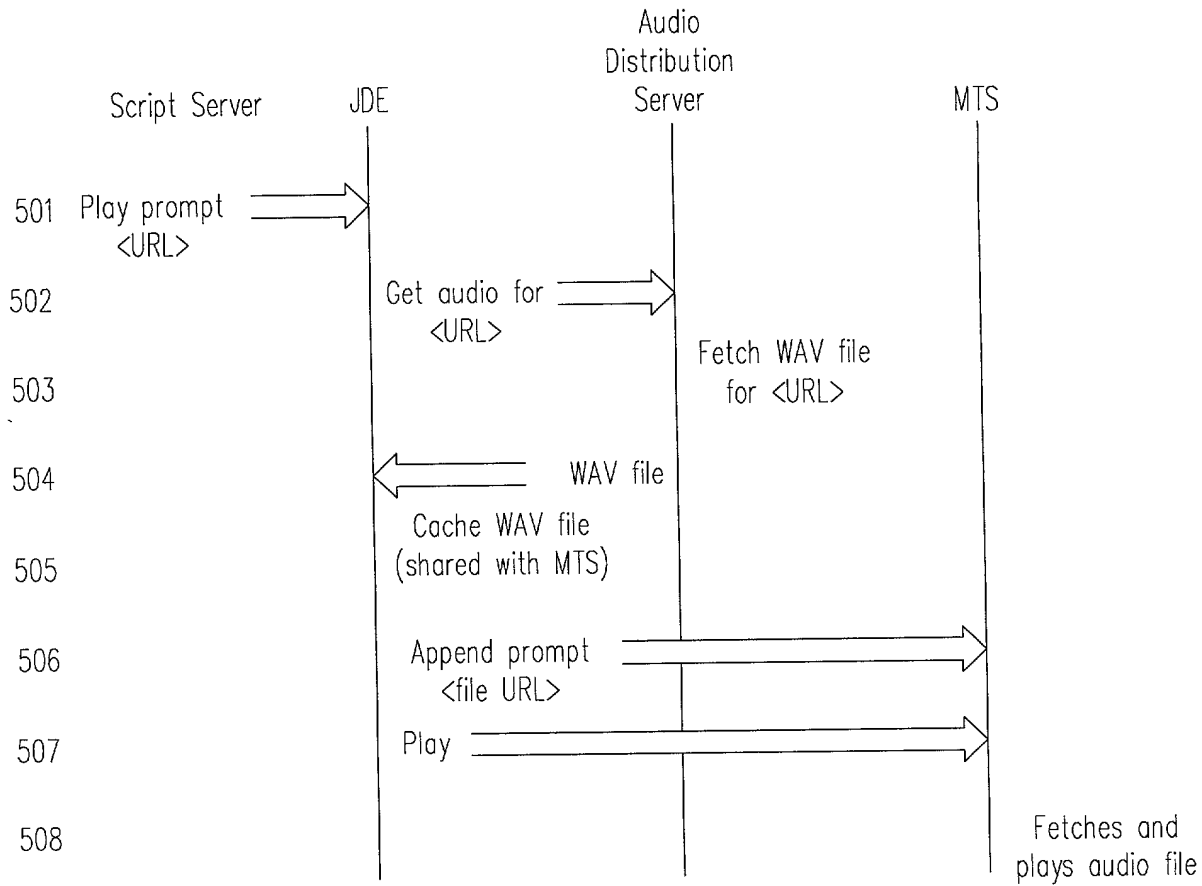 Audio
Distribution
Script Server JDE Server MTS
501 Play prompt
<URL>
502 Get audio for
<URL>
Fetch WAV file
503 for <URL>
504 WAV file
Cache WAV file
505 (shared with MTS)
506 Append prompt
<file URL>
507 Play
508 Fetches and
plays audio file